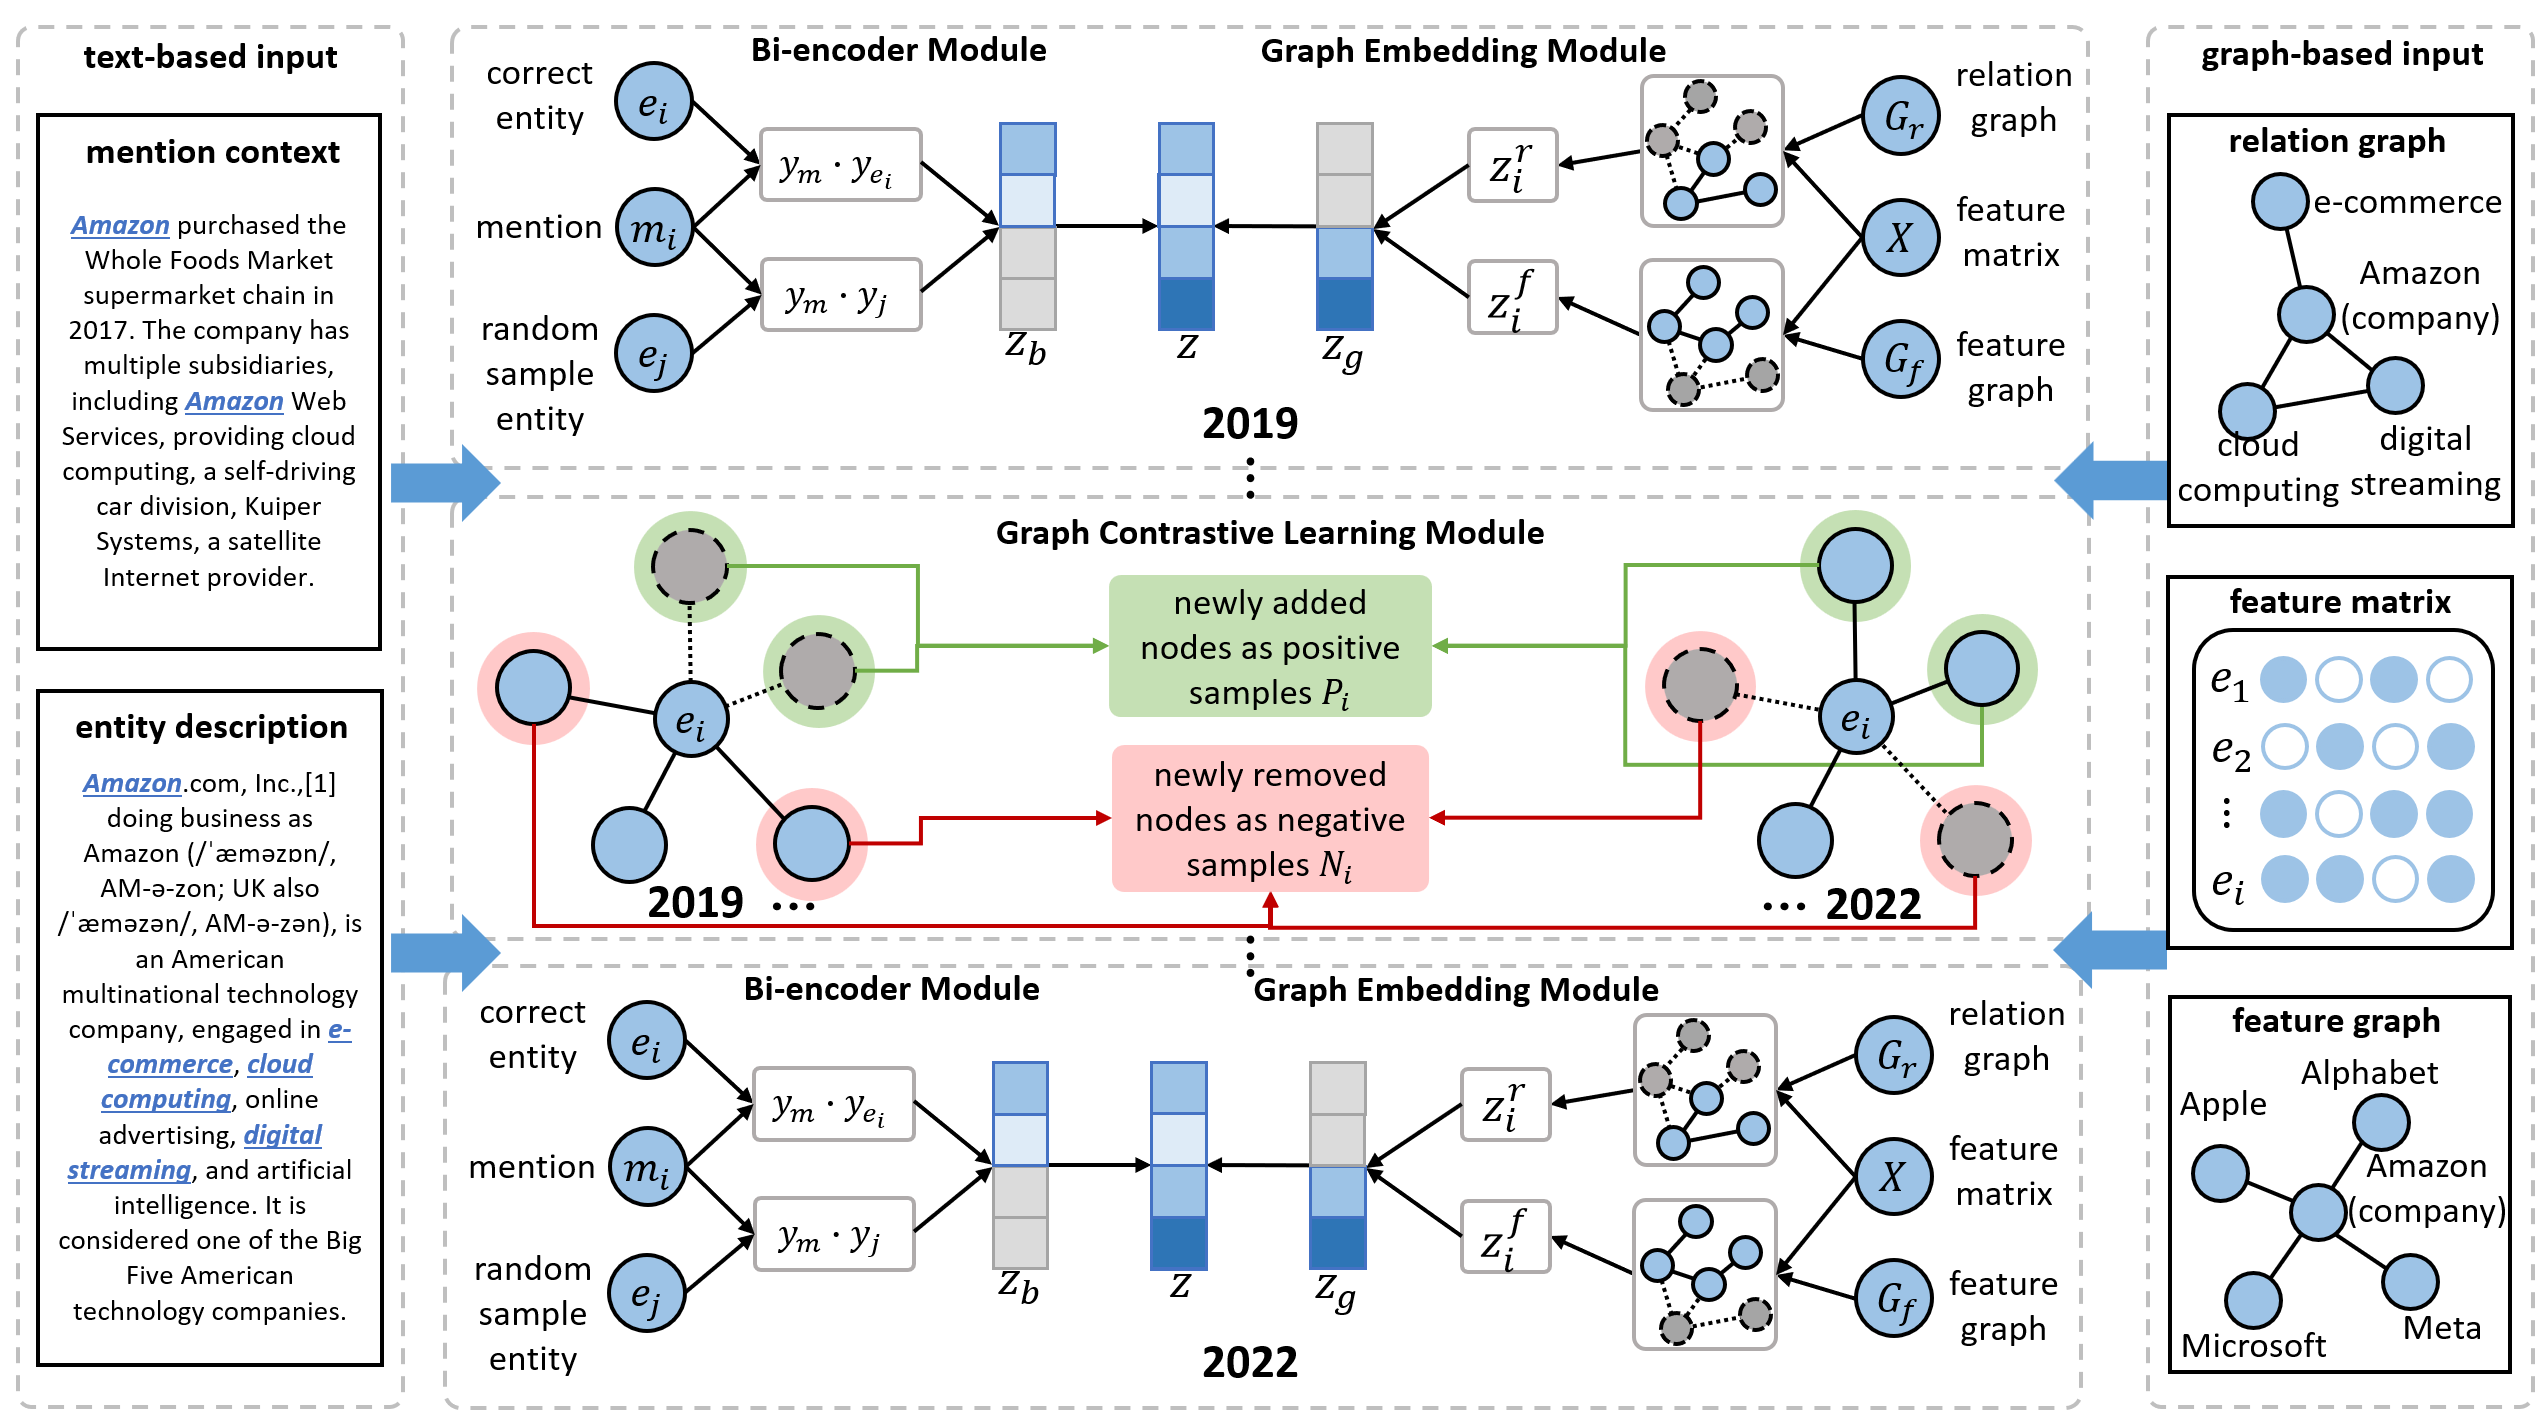 text-based input
mention context
Amazon purchased the
Whole Foods Market
supermarket chain in
2017. The company has
multiple subsidiaries,
including Amazon Web
Services, providing cloud
computing, a self-driving
car division, Kuiper
Systems, a satellite
Internet provider.
entity description
Amazon.com, Inc.,[1]
doing business as
Amazon (/ˈæməzɒn/,
AM-ə-zon; UK also
/ˈæməzən/, AM-ə-zən), is
an American
multinational technology
company, engaged in e-
commerce, cloud
computing, online
advertising, digital
streaming, and artificial
intelligence. It is
considered one of the Big
Five American
technology companies.
Bi-encoder Module
correct
entity
e_i
mention
m_i
random
sample
entity
e_j
y_m · y_{e_i}
y_m · y_j
z_b
z
z_g
Graph Embedding Module
z_i^r
z_i^f
G_r
relation
graph
X
feature
matrix
G_f
feature
graph
2019
Graph Contrastive Learning Module
e_i
newly added
nodes as positive
samples P_i
newly removed
nodes as negative
samples N_i
e_i
2019 ...
... 2022
Bi-encoder Module
correct
entity
e_i
mention
m_i
random
sample
entity
e_j
y_m · y_{e_i}
y_m · y_j
z_b
z
z_g
Graph Embedding Module
z_i^r
z_i^f
G_r
relation
graph
X
feature
matrix
G_f
feature
graph
2022
graph-based input
relation graph
e-commerce
Amazon
(company)
cloud
computing
digital
streaming
feature matrix
e_1
e_2
⋮
e_i
feature graph
Alphabet
Apple
Amazon
(company)
Microsoft
Meta